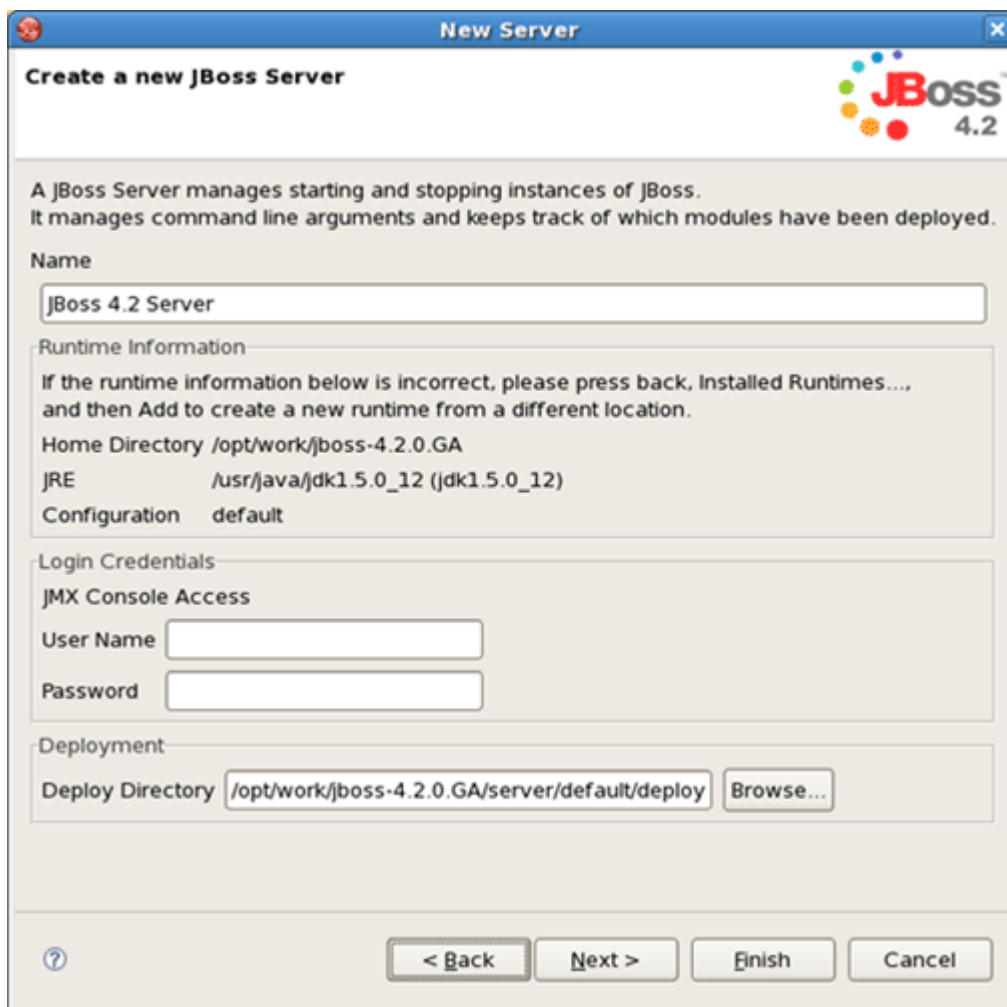 New Server
Create a new JBoss Server
JBoss™
4.2
A JBoss Server manages starting and stopping instances of JBoss.
It manages command line arguments and keeps track of which modules have been deployed.
Name
JBoss 4.2 Server
Runtime Information
If the runtime information below is incorrect, please press back, Installed Runtimes...,
and then Add to create a new runtime from a different location.
Home Directory /opt/work/jboss-4.2.0.GA
JRE /usr/java/jdk1.5.0_12 (jdk1.5.0_12)
Configuration default
Login Credentials
JMX Console Access
User Name
Password
Deployment
Deploy Directory /opt/work/jboss-4.2.0.GA/server/default/deploy Browse...
? < Back Next > Finish Cancel